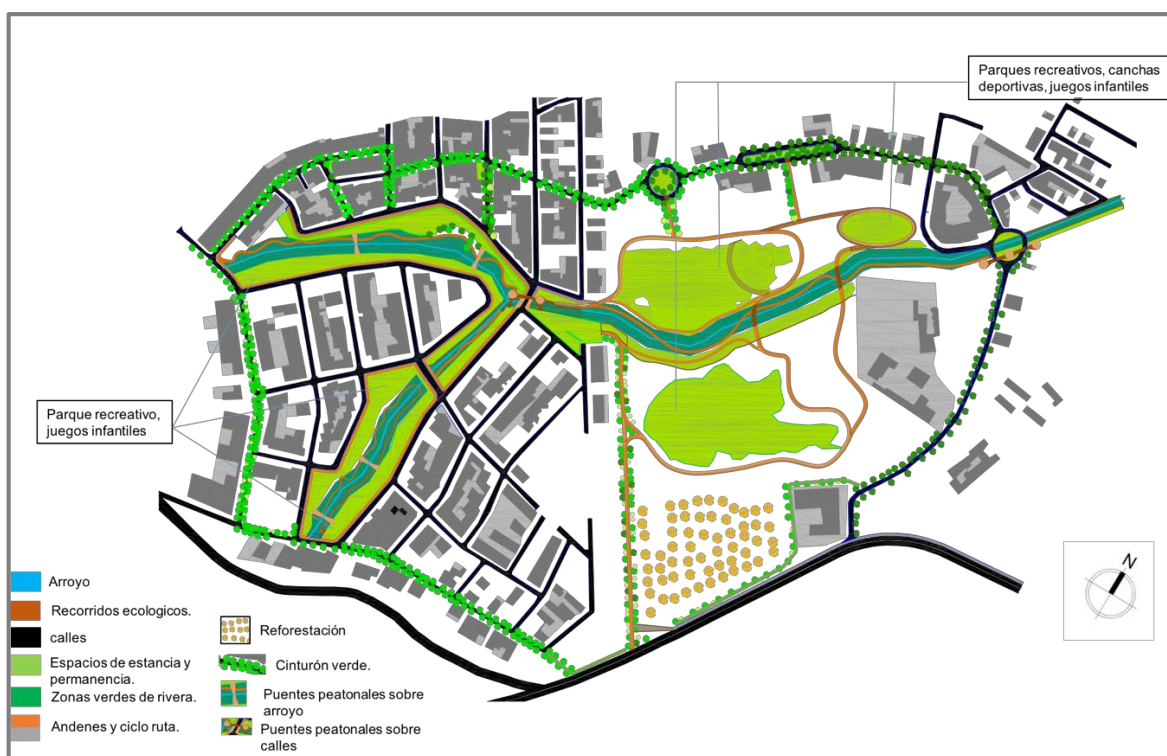 Parques recreativos, canchas
deportivas, juegos infantiles
Parque recreativo,
juegos infantiles
N
Arroyo
Recorridos ecologicos.
calles
Espacios de estancia y
permanencia.
Zonas verdes de rivera.
Andenes y ciclo ruta.
Reforestación
Cinturón verde.
Puentes peatonales sobre
arroyo
Puentes peatonales sobre
calles